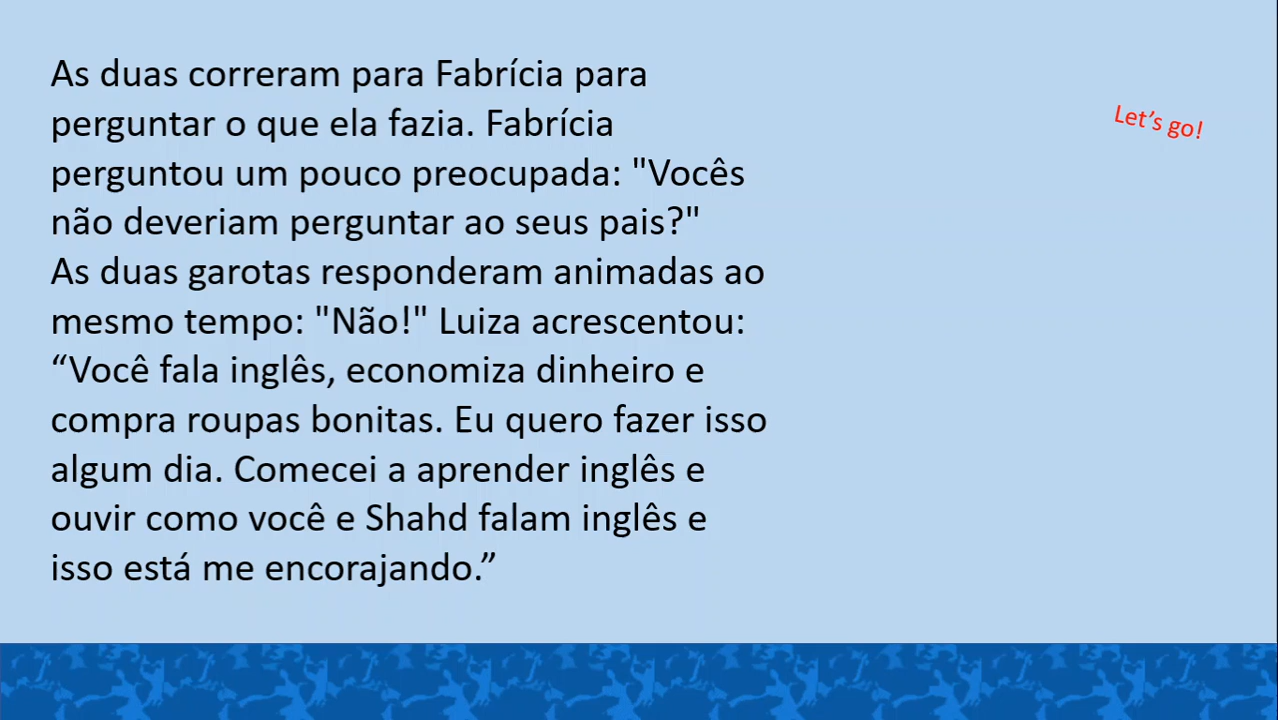 As duas correram para Fabrícia para
perguntar o que ela fazia. Fabrícia
perguntou um pouco preocupada: "Vocês
não deveriam perguntar ao seus pais?"
As duas garotas responderam animadas ao
mesmo tempo: "Não!" Luiza acrescentou:
“Você fala inglês, economiza dinheiro e
compra roupas bonitas. Eu quero fazer isso
algum dia. Comecei a aprender inglês e
ouvir como você e Shahd falam inglês e
isso está me encorajando.”
Let’s go!